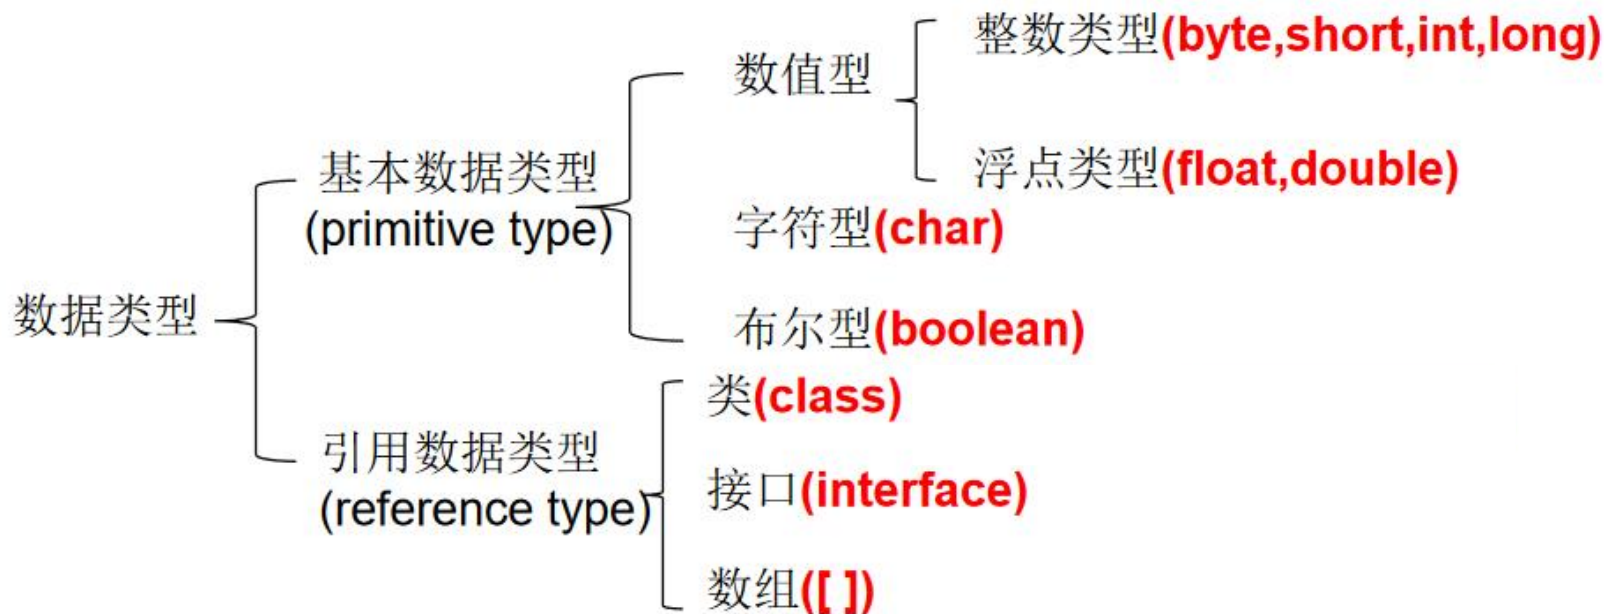 整数类型(byte,short,int,long)
数值型
浮点类型(float,double)
基本数据类型
(primitive type)
字符型(char)
数据类型
布尔型(boolean)
类(class)
引用数据类型
(reference type)
接口(interface)
数组([ ])